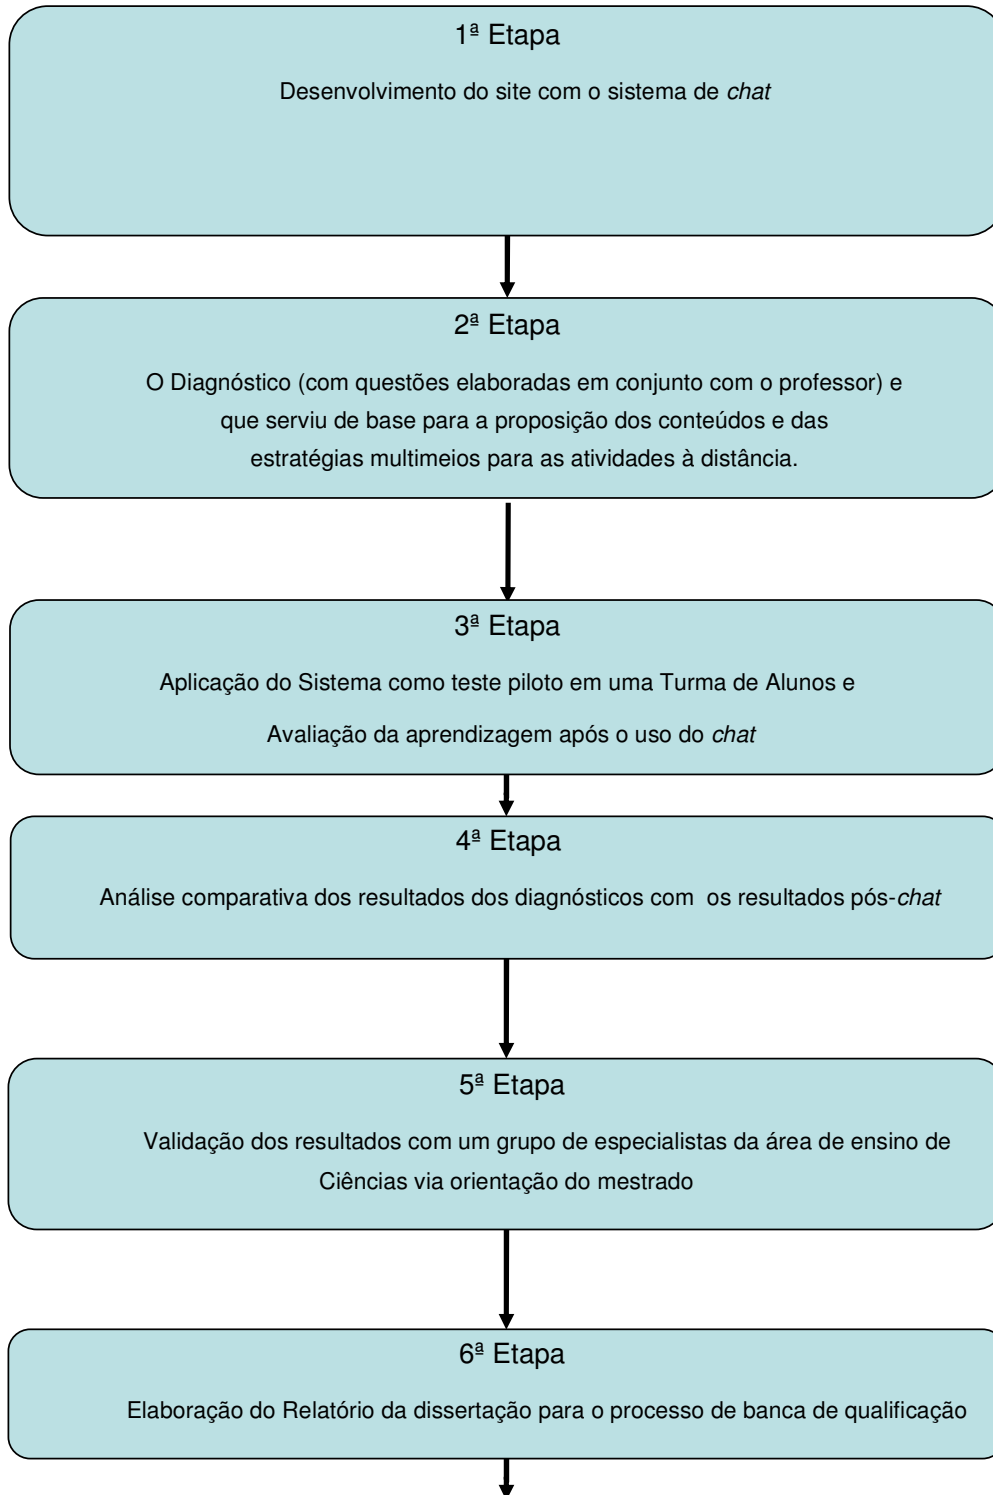 1ª Etapa
Desenvolvimento do site com o sistema de chat
2ª Etapa
O Diagnóstico (com questões elaboradas em conjunto com o professor) e
que serviu de base para a proposição dos conteúdos e das
estratégias multimeios para as atividades à distância.
3ª Etapa
Aplicação do Sistema como teste piloto em uma Turma de Alunos e
Avaliação da aprendizagem após o uso do chat
4ª Etapa
Análise comparativa dos resultados dos diagnósticos com os resultados pós-chat
5ª Etapa
Validação dos resultados com um grupo de especialistas da área de ensino de
Ciências via orientação do mestrado
6ª Etapa
Elaboração do Relatório da dissertação para o processo de banca de qualificação